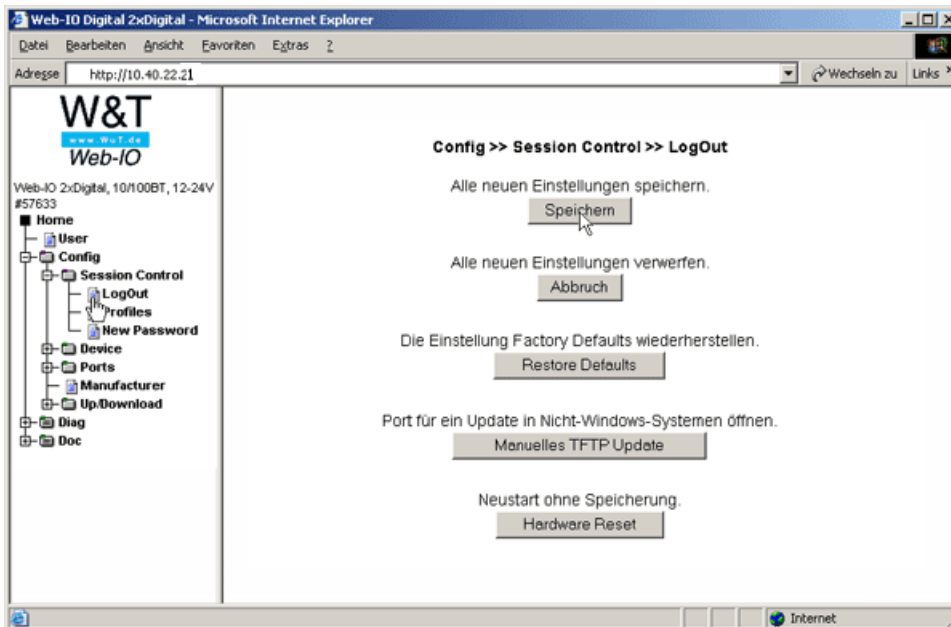 Web-IO Digital 2xDigital - Microsoft Internet Explorer
Datei Bearbeiten Ansicht Favoriten Extras ?
Adresse http://10.40.22.21 Wechseln zu Links
W&T
www.WuT.de
Web-IO
Web-IO 2xDigital, 10/100BT, 12-24V
#57633
Home
User
Config
Session Control
LogOut
Profiles
New Password
Device
Ports
Manufacturer
Up/Download
Diag
Doc
Config >> Session Control >> LogOut
Alle neuen Einstellungen speichern.
Speichern
Alle neuen Einstellungen verwerfen.
Abbruch
Die Einstellung Factory Defaults wiederherstellen.
Restore Defaults
Port für ein Update in Nicht-Windows-Systemen öffnen.
Manuelles TFTP Update
Neustart ohne Speicherung.
Hardware Reset
Internet